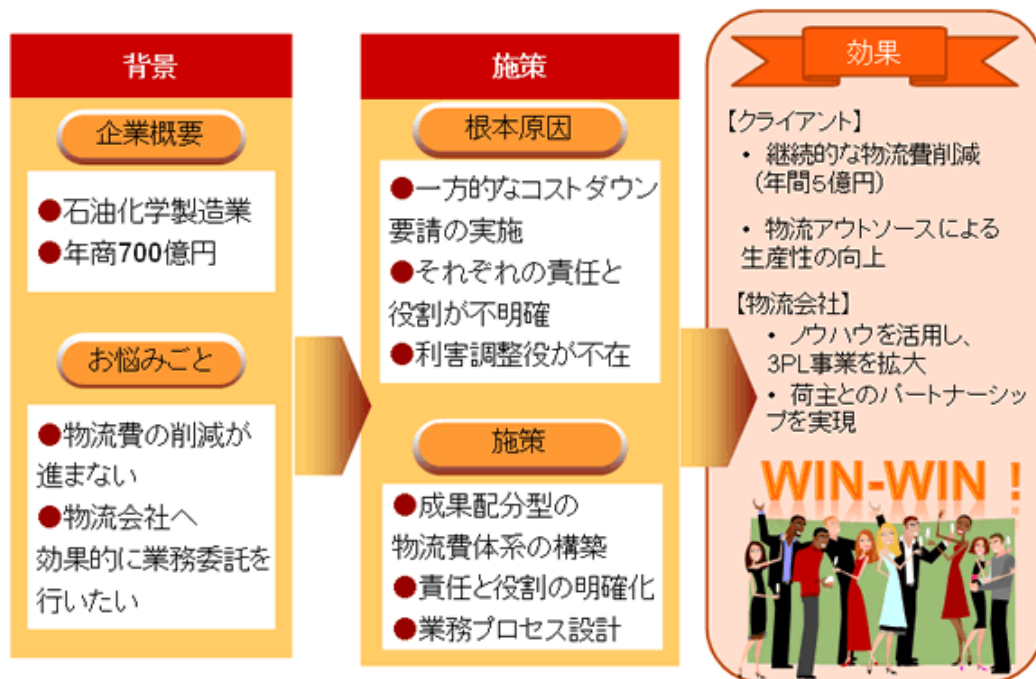 背景
企業概要
●石油化学製造業
●年商700億円
お悩みごと
●物流費の削減が
進まない
●物流会社へ
効果的に業務委託を
行いたい
施策
根本原因
●一方的なコストダウン
要請の実施
●それぞれの責任と
役割が不明確
●利害調整役が不在
施策
●成果配分型の
物流費体系の構築
●責任と役割の明確化
●業務プロセス設計
効果
【クライアント】
・ 継続的な物流費削減
（年間5億円）
・ 物流アウトソースによる
生産性の向上
【物流会社】
・ ノウハウを活用し、
3PL事業を拡大
・ 荷主とのパートナーシッ
プを実現
WIN-WIN！